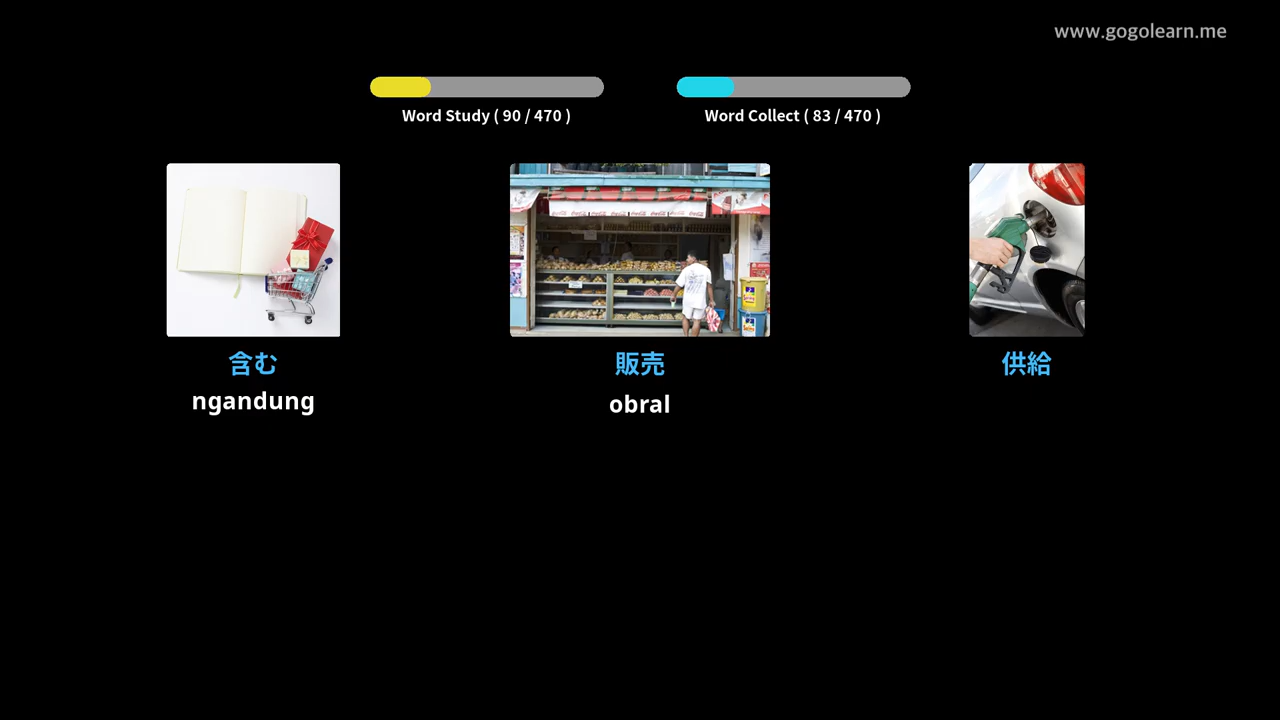 www.gogolearn.me
Word Study ( 90 / 470 )
Word Collect ( 83 / 470 )
含む
販売
供給
ngandung
obral